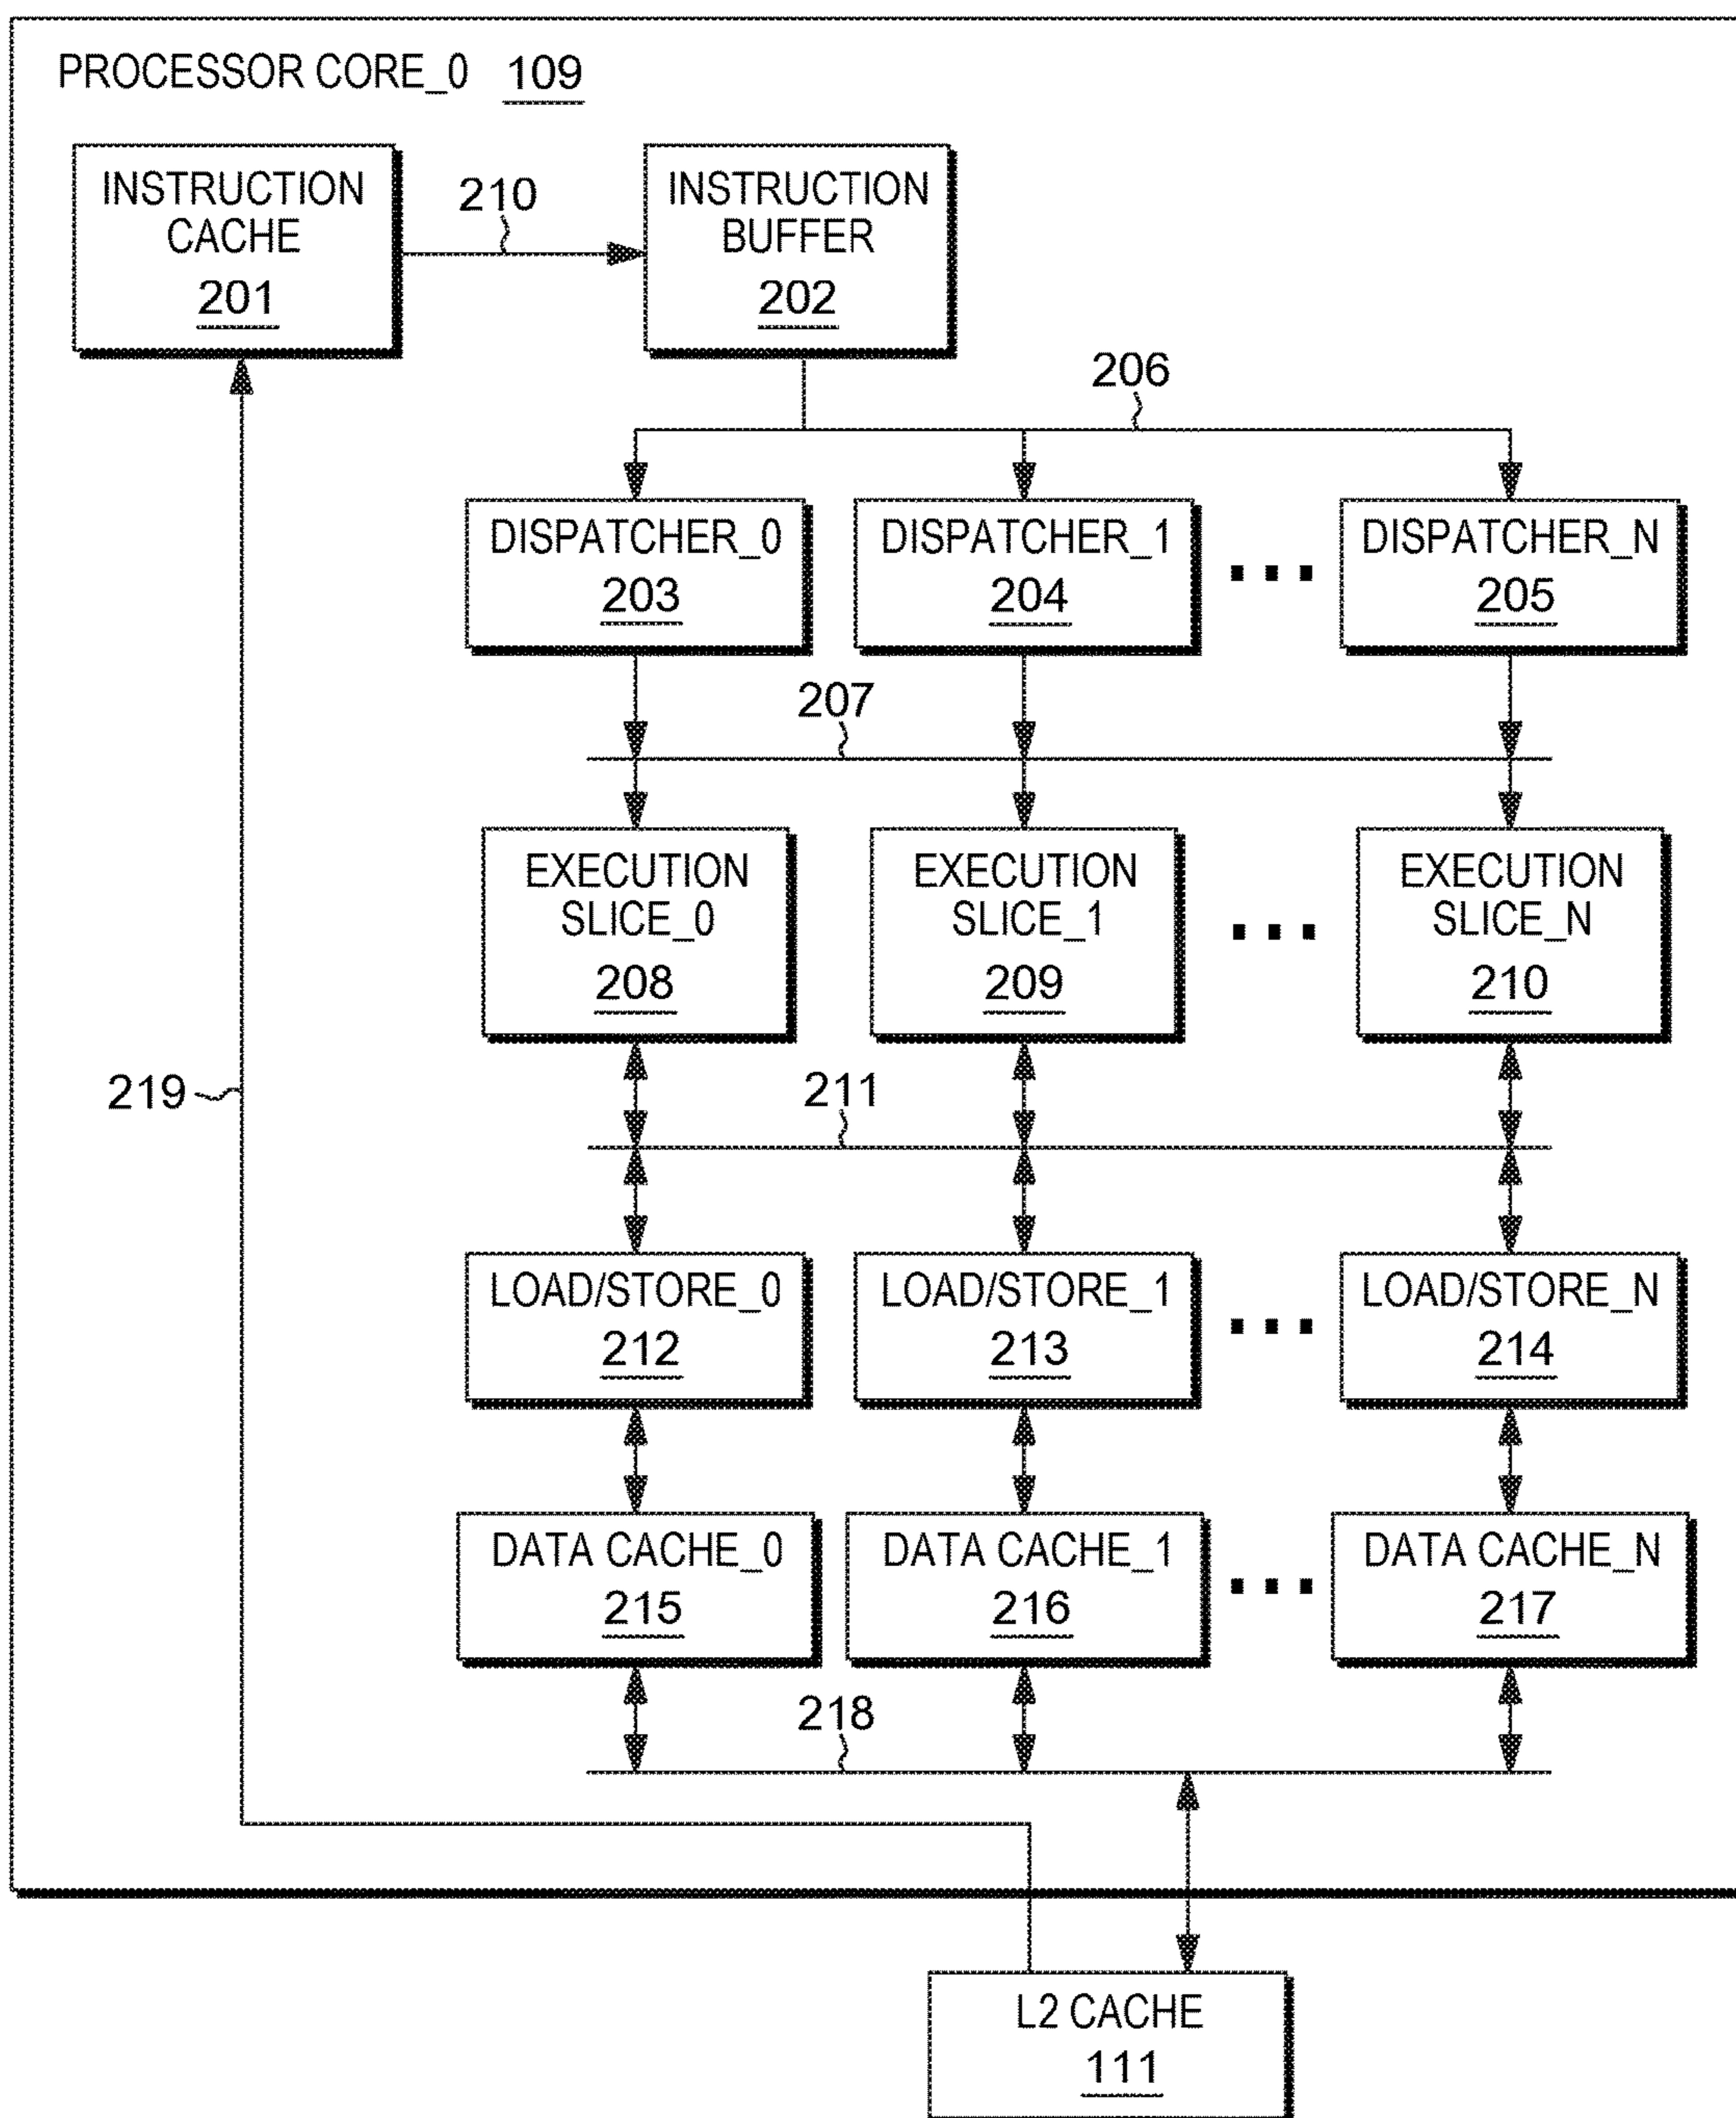 PROCESSOR CORE_0 109
INSTRUCTION
CACHE
201
210
INSTRUCTION
BUFFER
202
206
DISPATCHER_0
203
DISPATCHER_1
204
DISPATCHER_N
205
207
EXECUTION
SLICE_0
208
EXECUTION
SLICE_1
209
EXECUTION
SLICE_N
210
219
211
LOAD/STORE_0
212
LOAD/STORE_1
213
LOAD/STORE_N
214
DATA CACHE_0
215
DATA CACHE_1
216
DATA CACHE_N
217
218
L2 CACHE
111